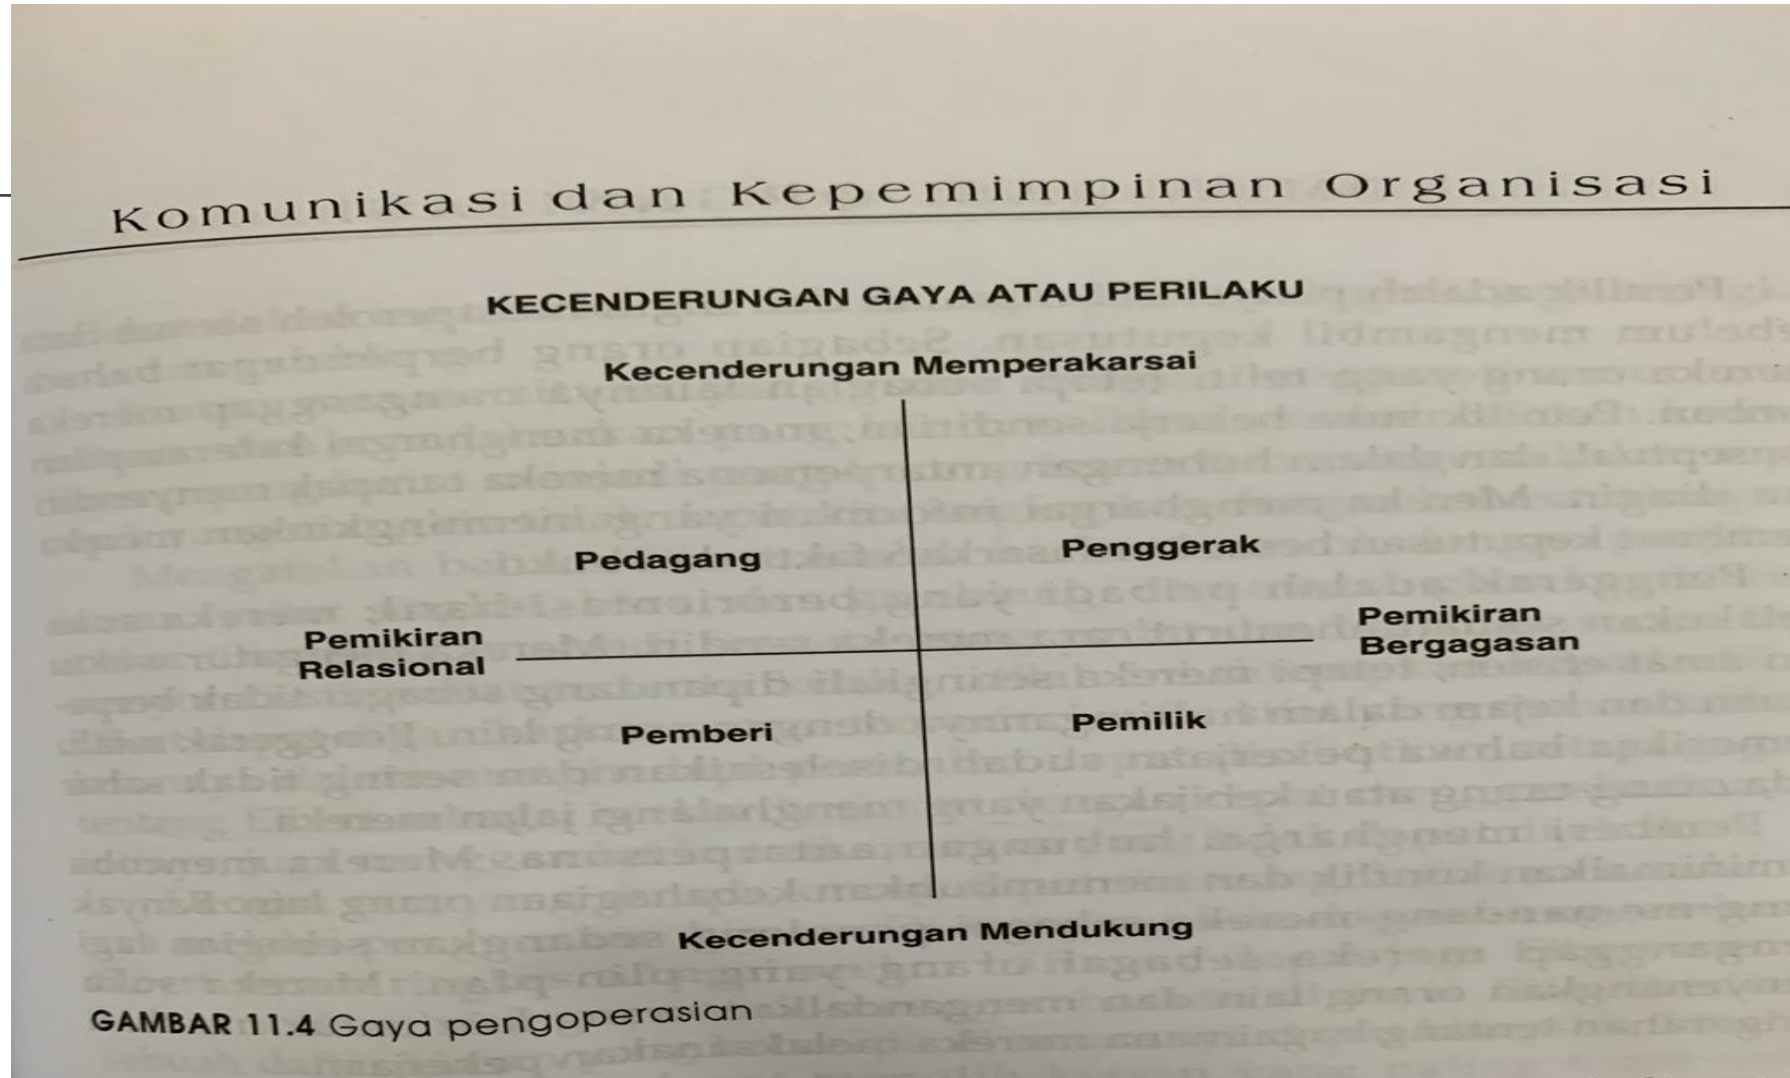 Komunikasi dan Kepemimpinan Organisasi
KECENDERUNGAN GAYA ATAU PERILAKU
Kecenderungan Memperakarsai
Pedagang
Penggerak
Pemikiran
Relasional
Pemikiran
Bergagasan
Pemberi
Pemilik
Kecenderungan Mendukung
GAMBAR 11.4 Gaya pengoperasian